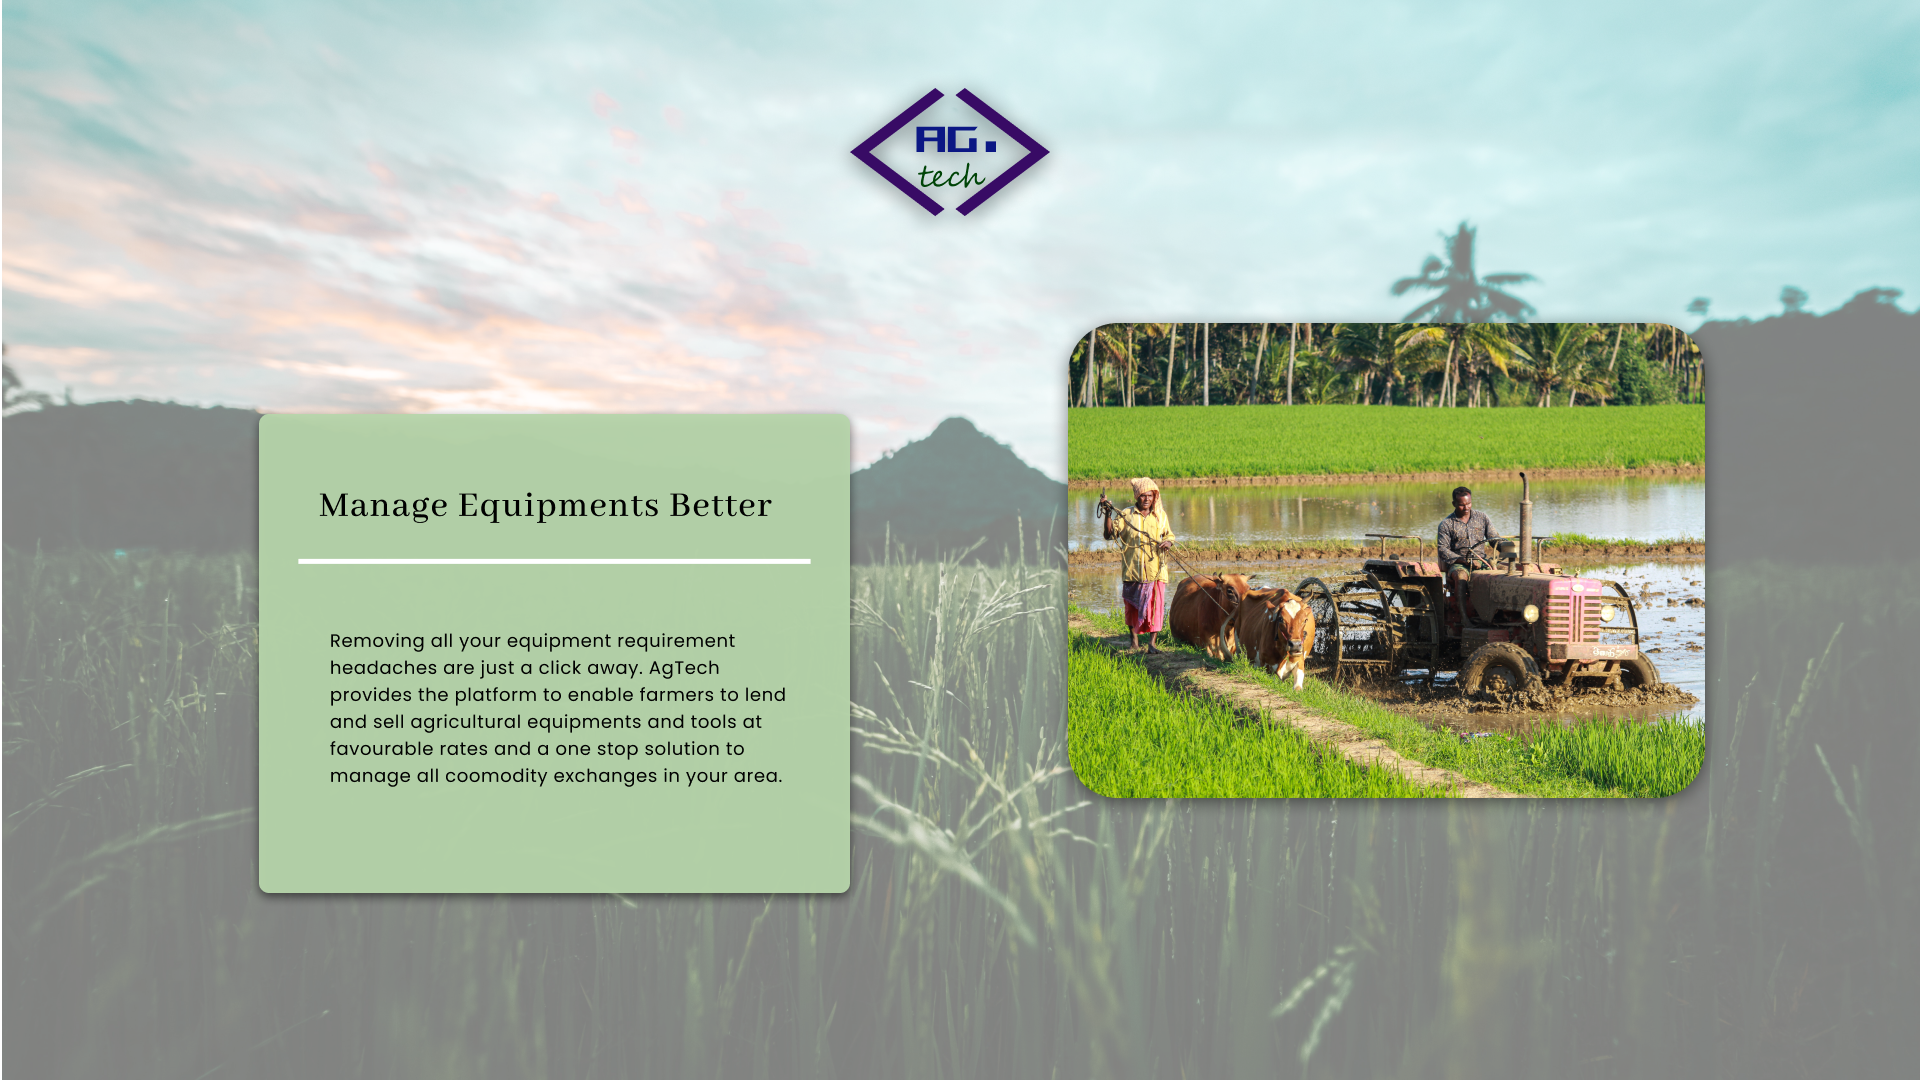 AG.
tech
Manage Equipments Better
Removing all your equipment requirement
headaches are just a click away. AgTech
provides the platform to enable farmers to lend
and sell agricultural equipments and tools at
favourable rates and a one stop solution to
manage all coomodity exchanges in your area.